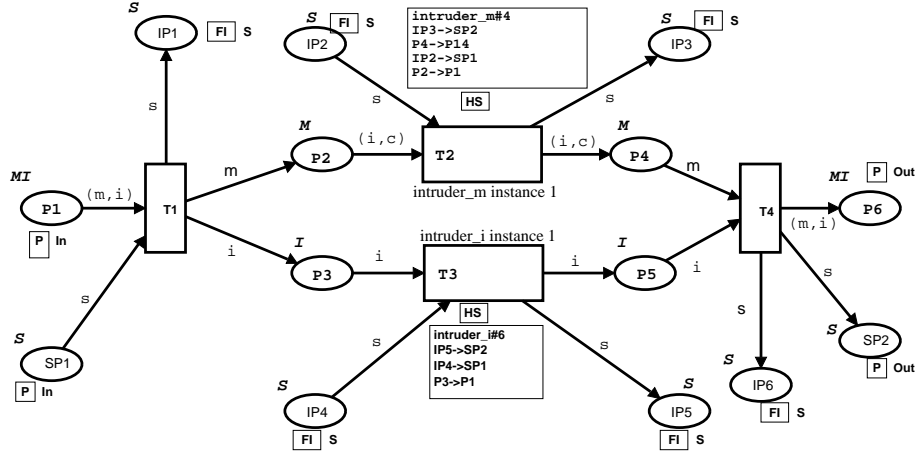 S
IP1
FI S
s
S
IP2
FI S
s
intruder_m#4
IP3->SP2
P4->P14
IP2->SP1
P2->P1
HS
S
IP3
FI S
s
MI
P1
(m,i)
P In
T1
m
i
M
P2
(i,c)
T2
intruder_m instance 1
(i,c)
M
P4
m
I
P3
i
intruder_i instance 1
T3
HS
i
I
P5
i
T4
MI
P Out
P6
(m,i)
S
SP1
s
P In
intruder_i#6
IP5->SP2
IP4->SP1
P3->P1
S
IP4
FI S
s
s
S
IP5
FI S
s
S
IP6
FI S
s
S
SP2
P Out